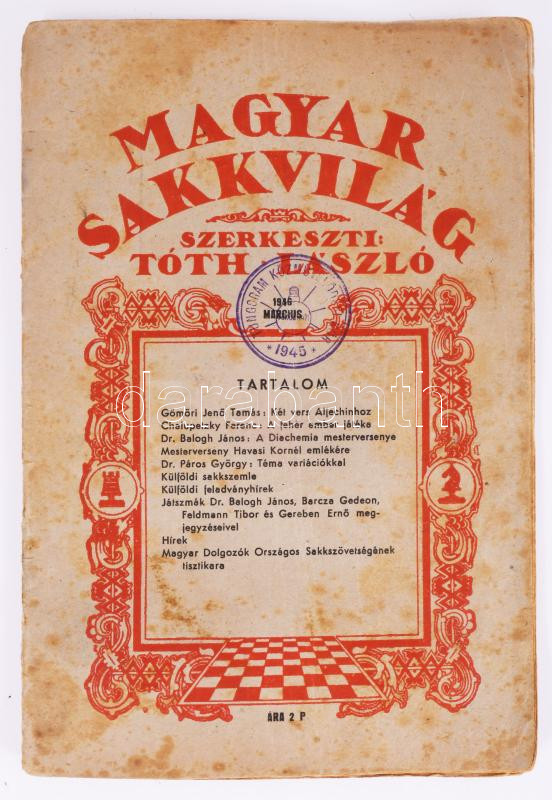 MAGYAR
SAKKVILÁG
SZERKESZTI:
TÓTH LÁSZLÓ
1946
MÁRCIUS
* 1945 *
TARTALOM
Gömöri Jenő Tamás: Két vers Aljechinhoz
Chalupetzky Ferenc: A fehér ember játéka
Dr. Balogh János: A Diachemia mesterversenye
Mesterverseny Havasi Kornél emlékére
Dr. Páros György: Téma variációkkal
Külföldi sakkszemle
Külföldi feladványhírek
Játszmák Dr. Balogh János, Barcza Gedeon,
Feldmann Tibor és Gereben Ernő meg-
jegyzéseivel
Hírek
Magyar Dolgozók Országos Sakkszövetségének
tisztikara
ÁRA 2 P
darabanth